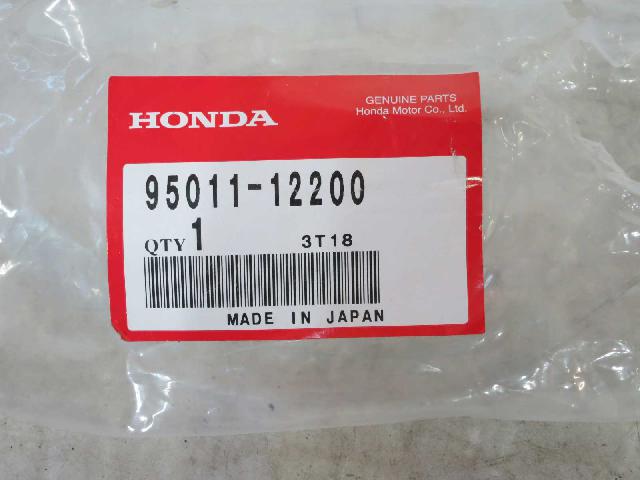 HONDA
GENUINE PARTS
Honda Motor Co., Ltd.
95011-12200
QTY 1 3T18
MADE IN JAPAN